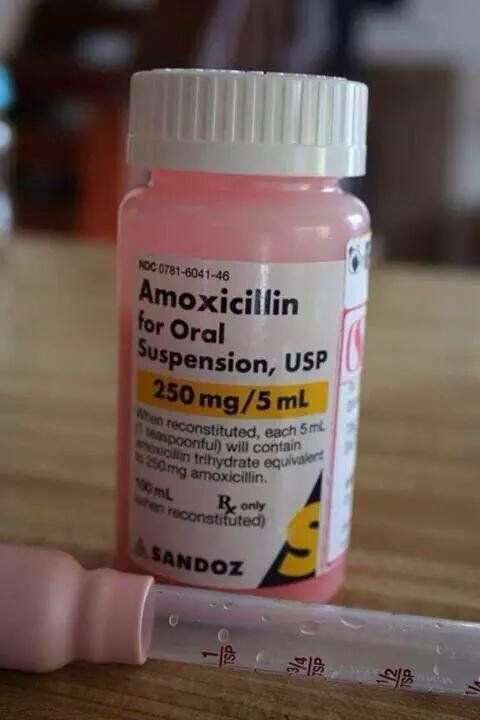 NDC 0781-6041-46
Amoxicillin
for Oral
Suspension, USP
250 mg/5 mL
When reconstituted, each 5 mL
(1 teaspoonful) will contain
amoxicillin trihydrate equivalent
to 250 mg amoxicillin.
100 mL
Rx only
(when reconstituted)
SANDOZ
S
1 TSP
3/4 TSP
1/2 TSP